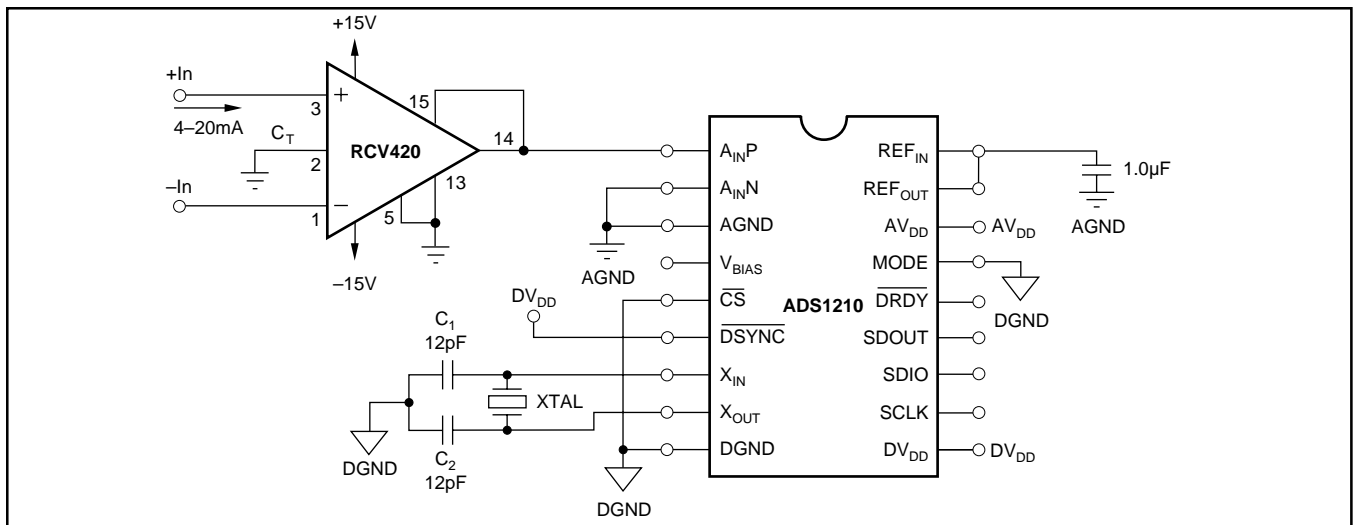 +15V
+In
3
+
15
4–20mA
C_T
2
RCV420
14
13
–In
1
–
5
–15V
A_INP
A_INN
AGND
V_BIAS
CS
DSYNC
X_IN
X_OUT
DGND
ADS1210
REF_IN
REF_OUT
AV_DD
MODE
DRDY
SDOUT
SDIO
SCLK
DV_DD
1.0µF
AGND
AV_DD
DGND
DV_DD
AGND
DV_DD
C_1
12pF
XTAL
C_2
12pF
DGND
DGND